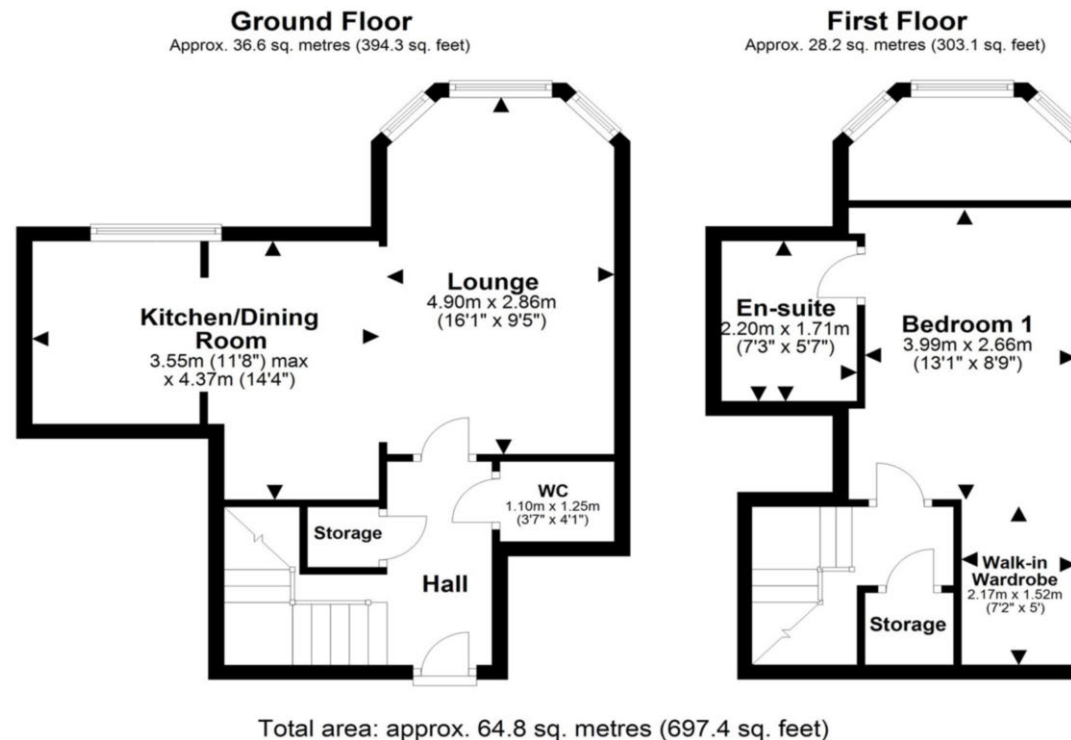 Ground Floor
Approx. 36.6 sq. metres (394.3 sq. feet)
Lounge
4.90m x 2.86m
(16'1" x 9'5")
Kitchen/Dining
Room
3.55m (11'8") max
x 4.37m (14'4")
WC
1.10m x 1.25m
(3'7" x 4'1")
Storage
Hall
First Floor
Approx. 28.2 sq. metres (303.1 sq. feet)
En-suite
2.20m x 1.71m
(7'3" x 5'7")
Bedroom 1
3.99m x 2.66m
(13'1" x 8'9")
Walk-in
Wardrobe
2.17m x 1.52m
(7'2" x 5')
Storage
Total area: approx. 64.8 sq. metres (697.4 sq. feet)